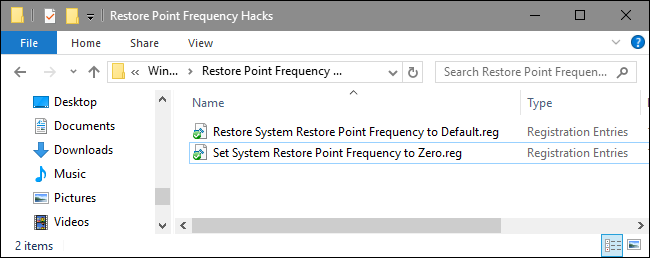 Restore Point Frequency Hacks
File Home Share View
Win... Restore Point Frequency ... Search Restore Point Frequen...
Name Type
Desktop
Documents
Downloads
Music
Pictures
Videos
Restore System Restore Point Frequency to Default.reg Registration Entries
Set System Restore Point Frequency to Zero.reg Registration Entries
2 items